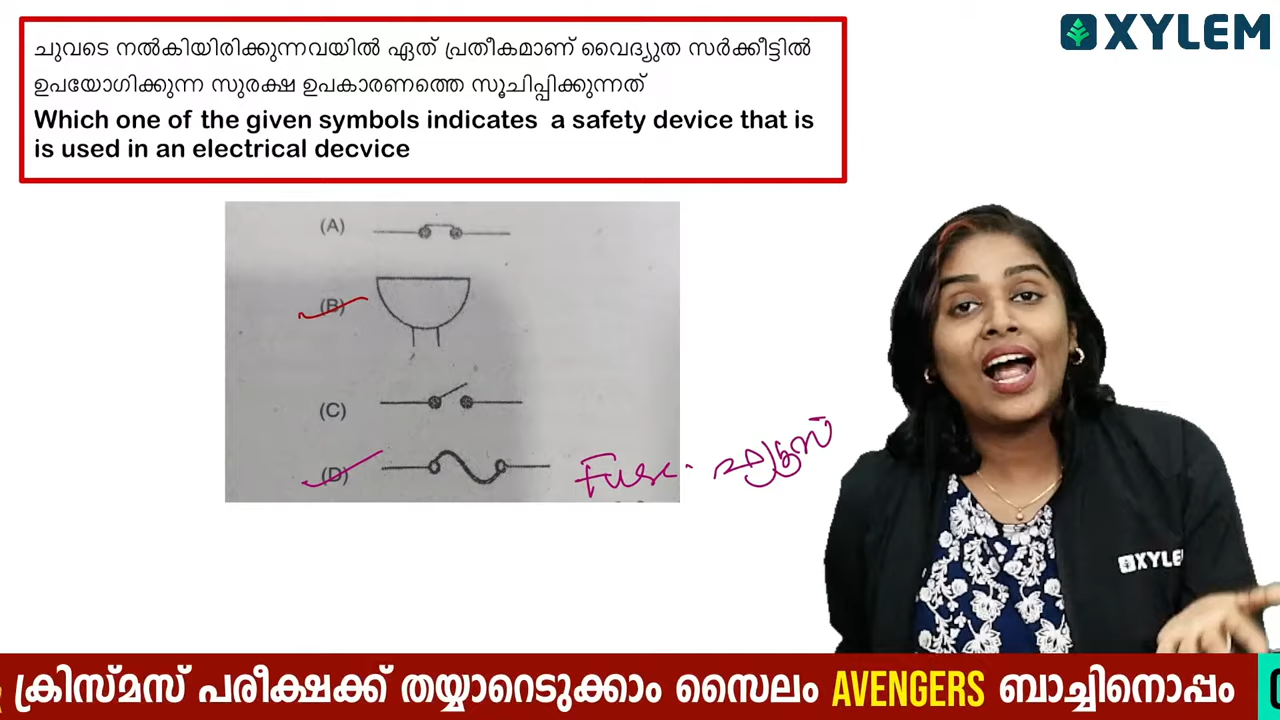 XYLEM
ചുവടെ നൽകിയിരിക്കുന്നവയിൽ ഏത് പ്രതീകമാണ് വൈദ്യുത സർക്കീട്ടിൽ
ഉപയോഗിക്കുന്ന സുരക്ഷ ഉപകാരണത്തെ സൂചിപ്പിക്കുന്നത്
Which one of the given symbols indicates a safety device that is
is used in an electrical decvice
(A)
(B)
(C)
(D)
Fuse. ഫ്യൂസ്
XYLEM
ക്രിസ്മസ് പരീക്ഷക്ക് തയ്യാറെടുക്കാം സൈലം AVENGERS ബാച്ചിനൊപ്പം